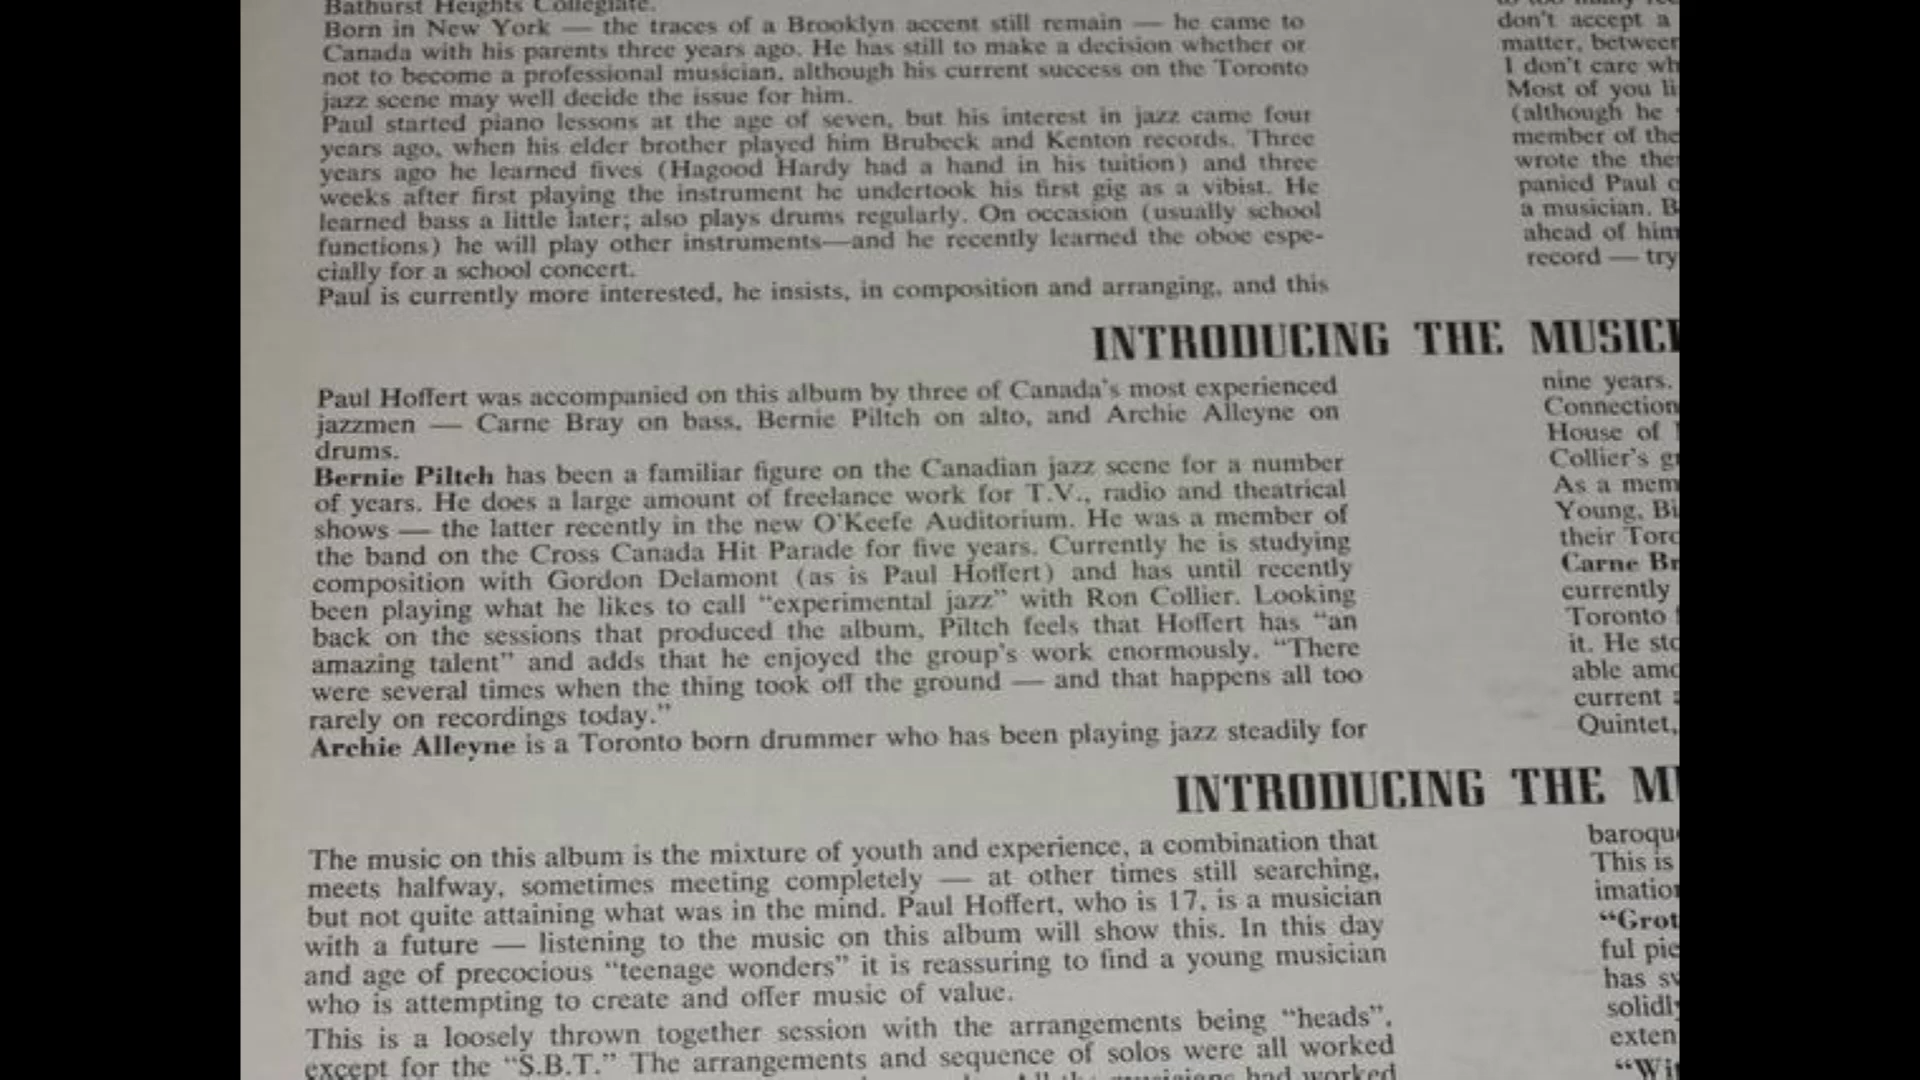 Bathurst Heights Collegiate.
Born in New York — the traces of a Brooklyn accent still remain — he came to
Canada with his parents three years ago. He has still to make a decision whether or
not to become a professional musician, although his current success on the Toronto
jazz scene may well decide the issue for him.
Paul started piano lessons at the age of seven, but his interest in jazz came four
years ago, when his elder brother played him Brubeck and Kenton records. Three
years ago he learned fives (Hagood Hardy had a hand in his tuition) and three
weeks after first playing the instrument he undertook his first gig as a vibist. He
learned bass a little later; also plays drums regularly. On occasion (usually school
functions) he will play other instruments—and he recently learned the oboe espe-
cially for a school concert.
Paul is currently more interested, he insists, in composition and arranging, and this
don't accept a
matter, between
I don't care wh
Most of you li
(although he
member of the
wrote the the
panied Paul
a musician. B
ahead of him
record — try
INTRODUCING THE MUSICI
Paul Hoffert was accompanied on this album by three of Canada's most experienced
jazzmen — Carne Bray on bass, Bernie Piltch on alto, and Archie Alleyne on
drums.
Bernie Piltch has been a familiar figure on the Canadian jazz scene for a number
of years. He does a large amount of freelance work for T.V., radio and theatrical
shows — the latter recently in the new O'Keefe Auditorium. He was a member of
the band on the Cross Canada Hit Parade for five years. Currently he is studying
composition with Gordon Delamont (as is Paul Hoffert) and has until recently
been playing what he likes to call "experimental jazz" with Ron Collier. Looking
back on the sessions that produced the album, Piltch feels that Hoffert has "an
amazing talent" and adds that he enjoyed the group's work enormously. "There
were several times when the thing took off the ground — and that happens all too
rarely on recordings today."
Archie Alleyne is a Toronto born drummer who has been playing jazz steadily for
nine years.
Connection
House of
Collier's g
As a mem
Young, Bi
their Toro
Carne Br
currently
Toronto
it. He sto
able amo
current
Quintet,
INTRODUCING THE MU
The music on this album is the mixture of youth and experience, a combination that
meets halfway, sometimes meeting completely — at other times still searching,
but not quite attaining what was in the mind. Paul Hoffert, who is 17, is a musician
with a future — listening to the music on this album will show this. In this day
and age of precocious "teenage wonders" it is reassuring to find a young musician
who is attempting to create and offer music of value.
This is a loosely thrown together session with the arrangements being "heads",
except for the "S.B.T." The arrangements and sequence of solos were all worked
baroqu
This is
imation
"Grot
ful pie
has sw
solidly
exten
"Wit